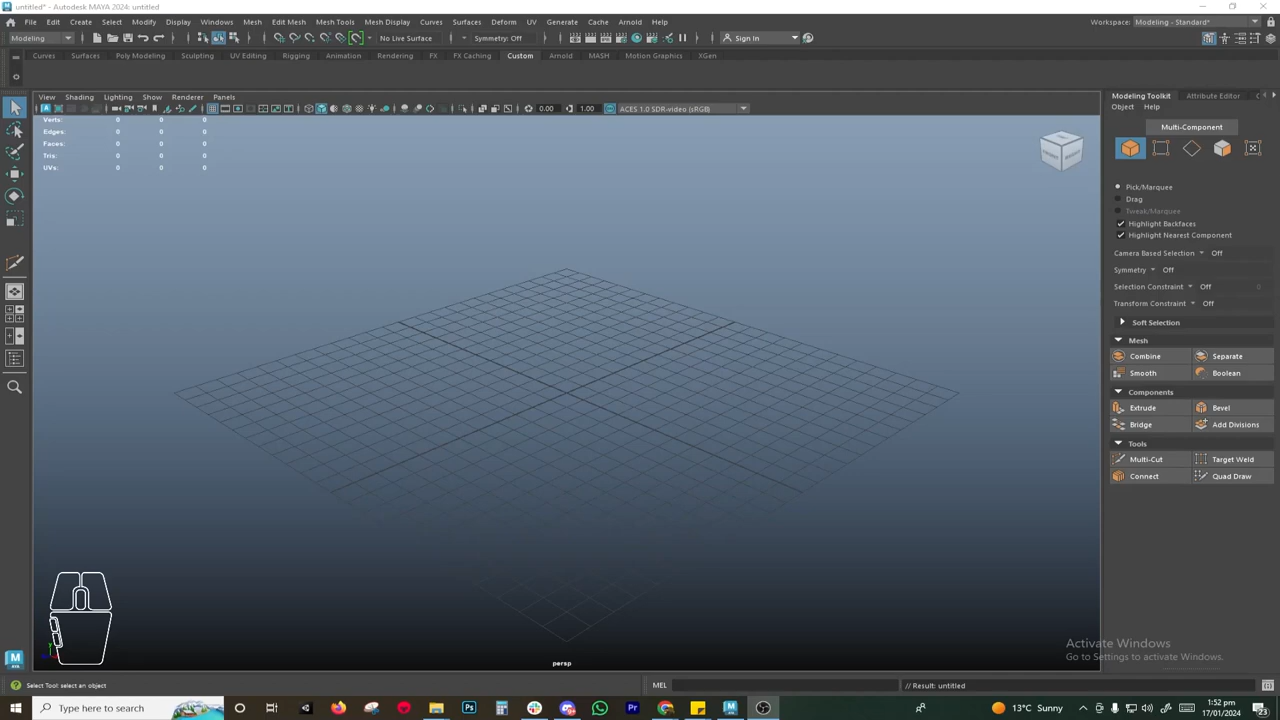 untitled* - Autodesk MAYA 2024: untitled
File Edit Create Select Modify Display Windows Mesh Edit Mesh Mesh Tools Mesh Display Curves Surfaces Deform UV Generate Cache Arnold Help
Workspace: Modeling - Standard*
Modeling No Live Surface Symmetry: Off Sign In
Curves Surfaces Poly Modeling Sculpting UV Editing Rigging Animation Rendering FX FX Caching Custom Arnold MASH Motion Graphics XGen
View Shading Lighting Show Renderer Panels
0.00 1.00 ACES 1.0 SDR-video (sRGB)
Verts: 0 0 0
Edges: 0 0 0
Faces: 0 0 0
Tris: 0 0 0
UVs: 0 0 0
Modeling Toolkit Attribute Editor
Object Help
Multi-Component
Pick/Marquee
Drag
Tweak/Marquee
Highlight Backfaces
Highlight Nearest Component
Camera Based Selection Off
Symmetry Off
Selection Constraint Off 0
Transform Constraint Off
Soft Selection
Mesh
Combine Separate
Smooth Boolean
Components
Extrude Bevel
Bridge Add Divisions
Tools
Multi-Cut Target Weld
Connect Quad Draw
persp
Activate Windows
Go to Settings to activate Windows.
Select Tool: select an object
MEL
// Result: untitled
Type here to search
13°C Sunny
1:52 pm
17/01/2024
23